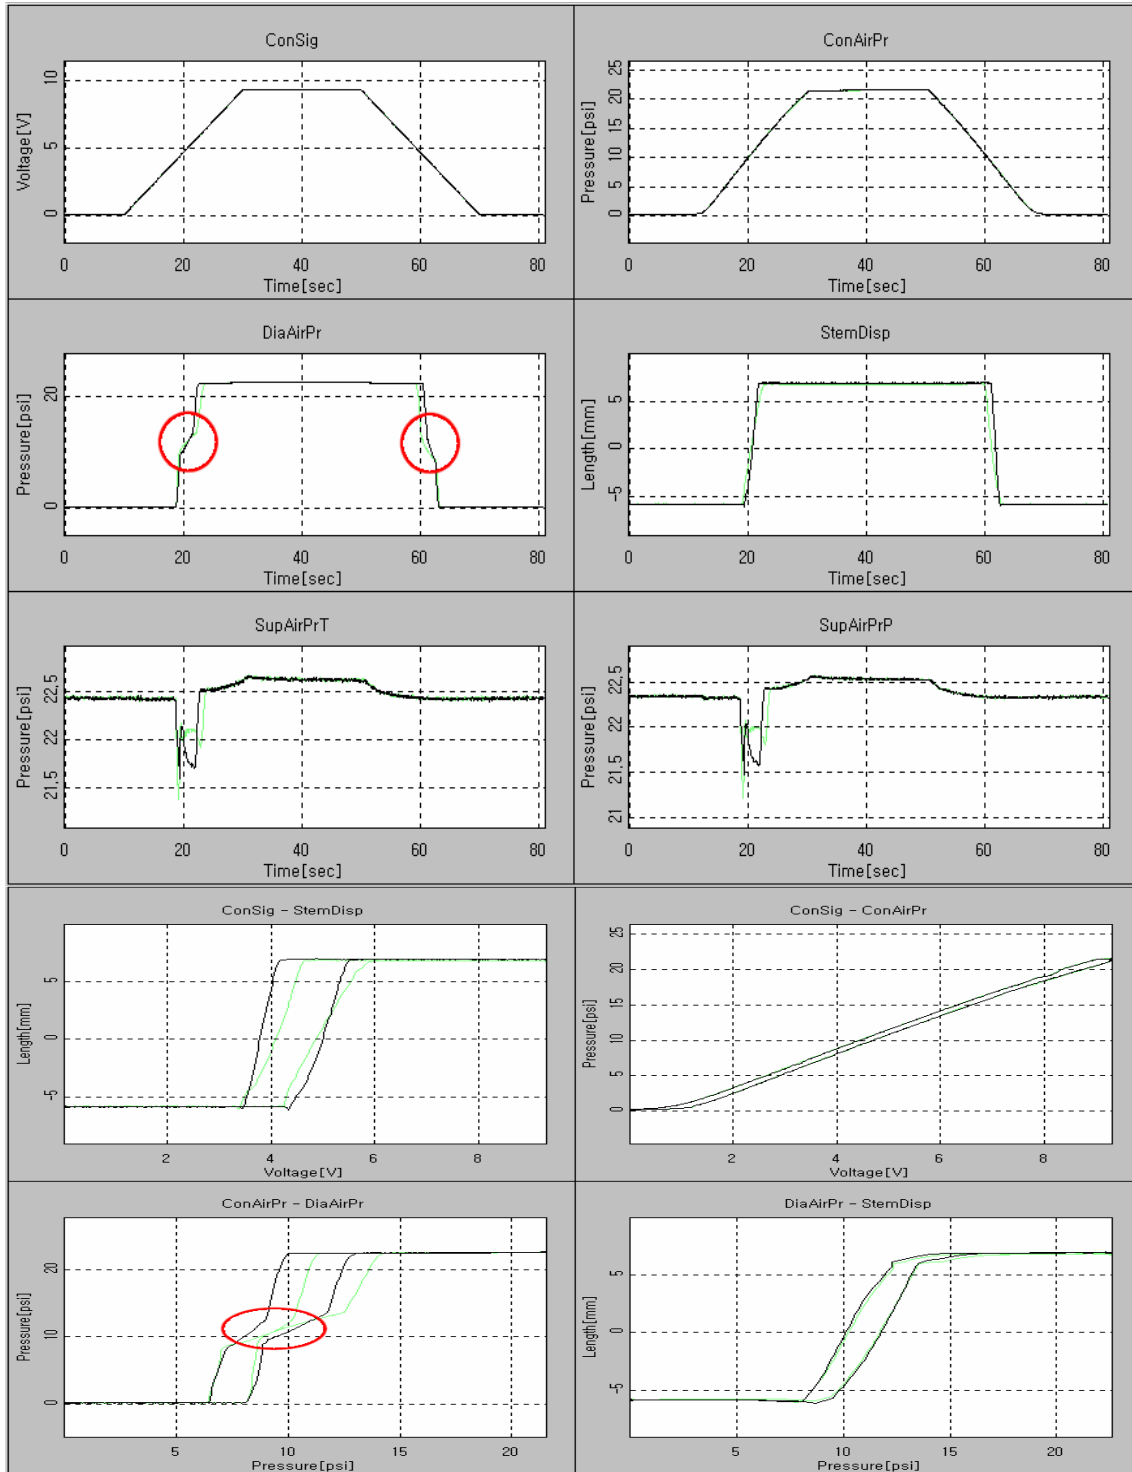 ConSig
Voltage[V]
10
5
0
0 20 40 60 80
Time[sec]
ConAirPr
Pressure[psi]
25
20
15
10
5
0
0 20 40 60 80
Time[sec]
DiaAirPr
Pressure[psi]
20
0
0 20 40 60 80
Time[sec]
StemDisp
Length[mm]
5
0
-5
0 20 40 60 80
Time[sec]
SupAirPrT
Pressure[psi]
22.5
22
21.5
0 20 40 60 80
Time[sec]
SupAirPrP
Pressure[psi]
22.5
22
21.5
21
0 20 40 60 80
Time[sec]
ConSig - StemDisp
Length[mm]
5
0
-5
2 4 6 8
Voltage[V]
ConSig - ConAirPr
Pressure[psi]
25
20
15
10
5
0
2 4 6 8
Voltage[V]
ConAirPr - DiaAirPr
Pressure[psi]
20
10
0
5 10 15 20
Pressure[psi]
DiaAirPr - StemDisp
Length[mm]
5
0
-5
5 10 15 20
Pressure[psi]